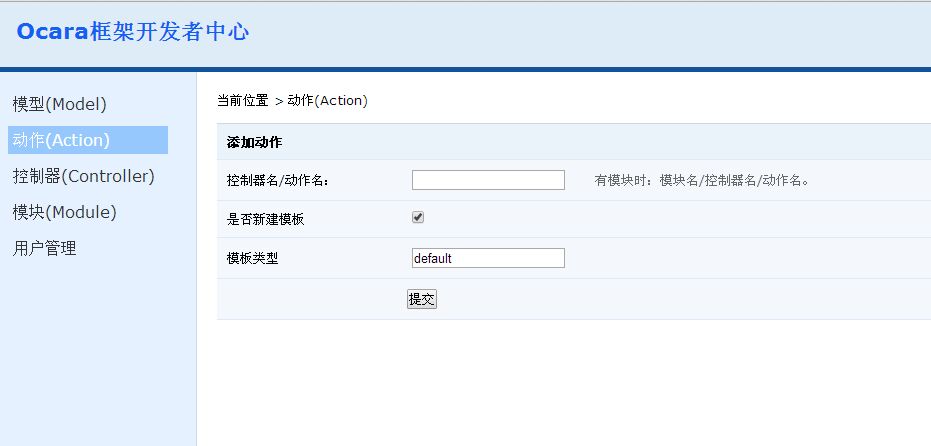 Ocara框架开发者中心
模型(Model)
动作(Action)
控制器(Controller)
模块(Module)
用户管理
当前位置 > 动作(Action)
添加动作
控制器名/动作名: 有模块时: 模块名/控制器名/动作名。
是否新建模板
模板类型 default
提交